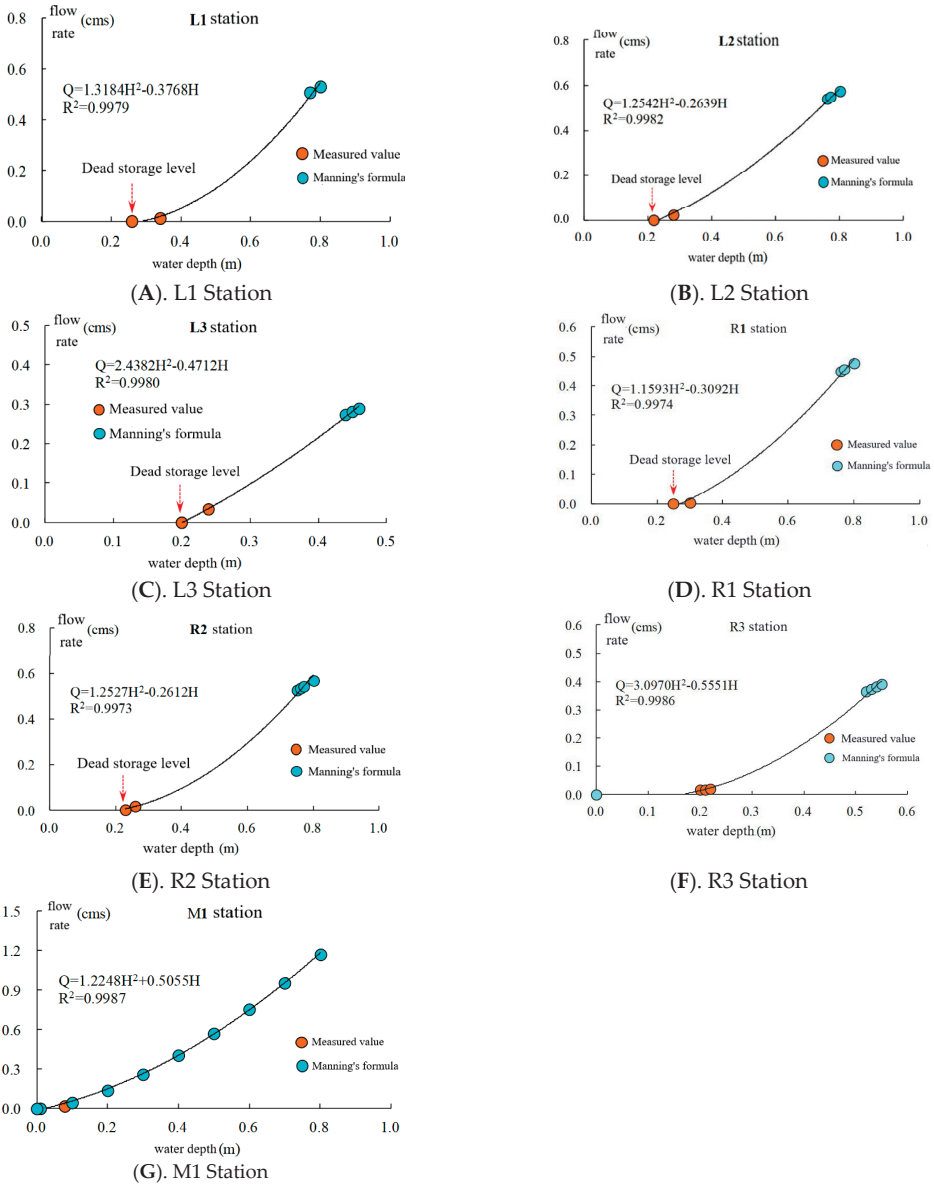 flow rate (cms)
L1 station
0.8
0.6
0.4
0.2
0.0
Q=1.3184H²-0.3768H
R²=0.9979
Measured value
Manning's formula
Dead storage level
0.0 0.2 0.4 0.6 0.8 1.0
water depth (m)
(A). L1 Station
flow rate (cms)
L2 station
0.8
0.6
0.4
0.2
0.0
Q=1.2542H²-0.2639H
R²=0.9982
Measured value
Manning's formula
Dead storage level
0.0 0.2 0.4 0.6 0.8 1.0
water depth (m)
(B). L2 Station
flow rate (cms)
L3 station
0.5
0.4
0.3
0.2
0.1
0.0
Q=2.4382H²-0.4712H
R²=0.9980
Measured value
Manning's formula
Dead storage level
0.0 0.1 0.2 0.3 0.4 0.5
water depth (m)
(C). L3 Station
flow rate (cms)
R1 station
0.6
0.5
0.4
0.3
0.2
0.1
0.0
Q=1.1593H²-0.3092H
R²=0.9974
Measured value
Manning's formula
Dead storage level
0.0 0.2 0.4 0.6 0.8 1.0
water depth (m)
(D). R1 Station
flow rate (cms)
R2 station
0.8
0.6
0.4
0.2
0.0
Q=1.2527H²-0.2612H
R²=0.9973
Measured value
Manning's formula
Dead storage level
0.0 0.2 0.4 0.6 0.8 1.0
water depth (m)
(E). R2 Station
flow rate (cms)
R3 station
0.6
0.5
0.4
0.3
0.2
0.1
0.0
Q=3.0970H²-0.5551H
R²=0.9986
Measured value
Manning's formula
0.0 0.1 0.2 0.3 0.4 0.5 0.6
water depth (m)
(F). R3 Station
flow rate (cms)
M1 station
1.5
1.2
0.9
0.6
0.3
0.0
Q=1.2248H²+0.5055H
R²=0.9987
Measured value
Manning's formula
0.0 0.2 0.4 0.6 0.8 1.0
water depth (m)
(G). M1 Station